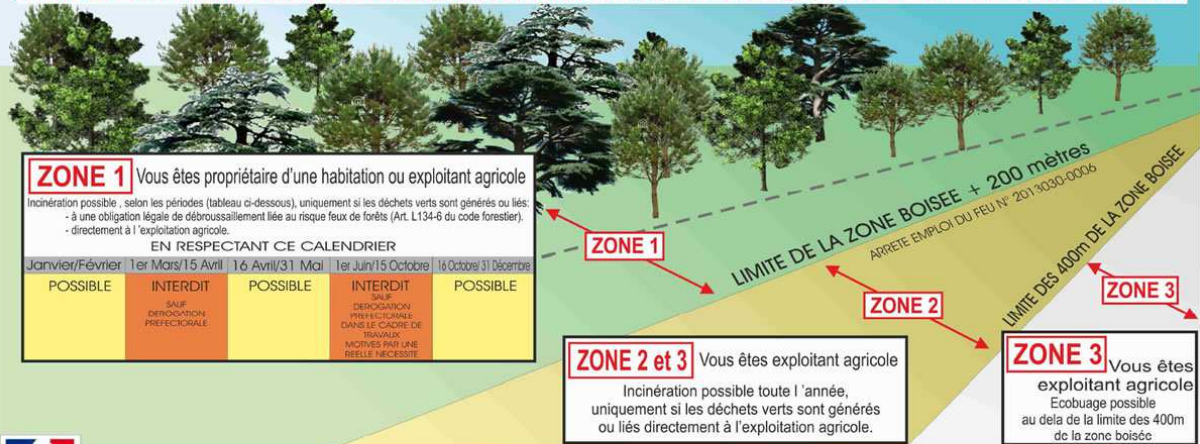 ZONE 1 Vous êtes propriétaire d'une habitation ou exploitant agricole
Incinération possible , selon les périodes (tableau ci-dessous), uniquement si les déchets verts sont générés ou liés:
- à une obligation légale de débroussaillement liée au risque feux de forêts (Art. L134-6 du code forestier).
- directement à l 'exploitation agricole.
EN RESPECTANT CE CALENDRIER
Janvier/Février 1er Mars/15 Avril 16 Avril/31 Mai 1er Juin/15 Octobre 16 Octobre/ 31 Décembre
POSSIBLE INTERDIT POSSIBLE INTERDIT POSSIBLE
SAUF
DEROGATION
PREFECTORALE
SAUF
DEROGATION
PREFECTORALE
DANS LE CADRE DE
TRAVAUX
MOTIVES PAR UNE
REELLE NECESSITE
ZONE 1
LIMITE DE LA ZONE BOISEE + 200 mètres
ARRETE EMPLOI DU FEU N° 2013030-0006
ZONE 2
LIMITE DES 400m DE LA ZONE BOISEE
ZONE 3
ZONE 2 et 3 Vous êtes exploitant agricole
Incinération possible toute l 'année,
uniquement si les déchets verts sont générés
ou liés directement à l'exploitation agricole.
ZONE 3 Vous êtes
exploitant agricole
Ecobuage possible
au dela de la limite des 400m
de la zone boisée